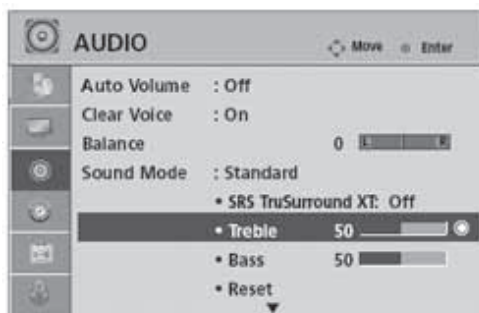 AUDIO Move Enter
Auto Volume : Off
Clear Voice : On
Balance 0 L R
Sound Mode : Standard
• SRS TruSurround XT: Off
• Treble 50
• Bass 50
• Reset